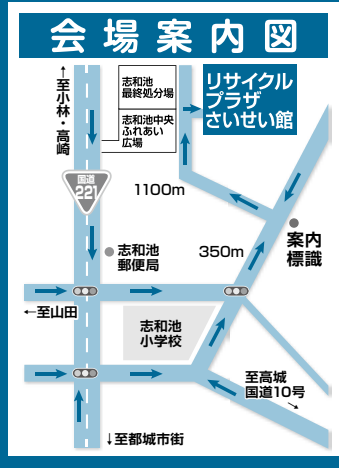 会場案内図
↑至小林・高崎
志和池
最終処分場
志和池中央
ふれあい
広場
リサイクル
プラザ
さいせい館
国道
221
1100m
志和池
郵便局
350m
案内
標識
←至山田
志和池
小学校
至高城
国道10号
↓至都城市街